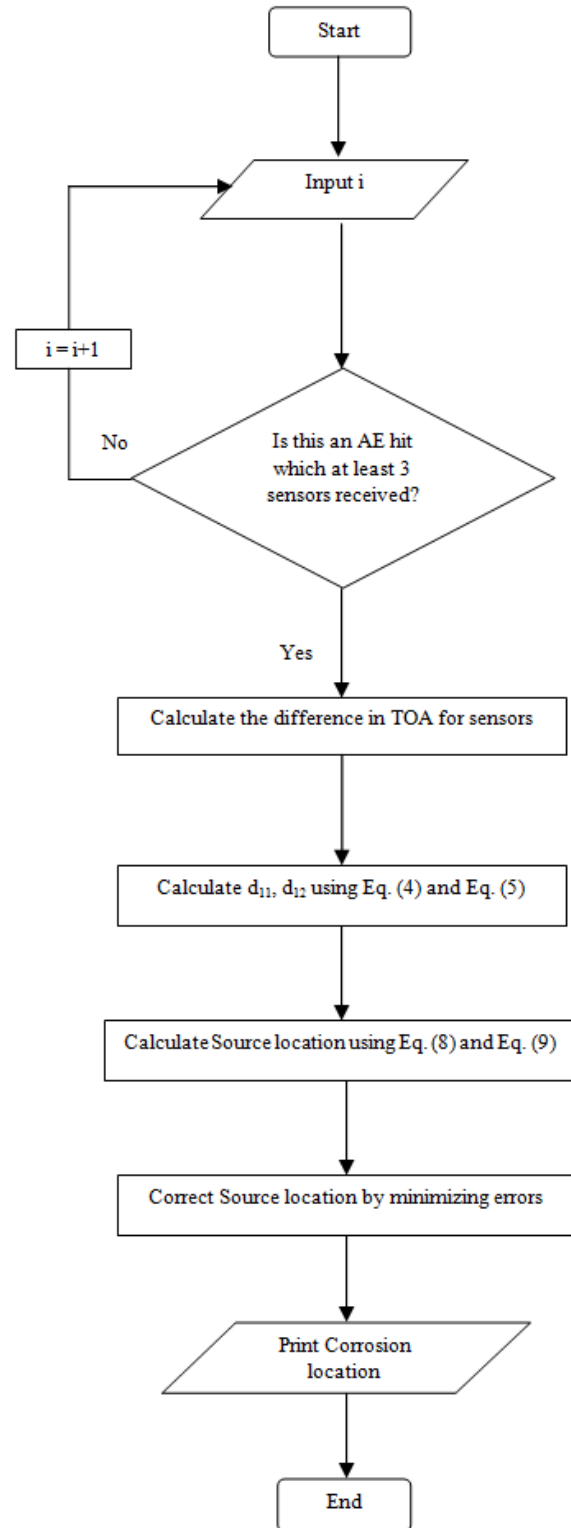 Start
Input i
i = i+1
No
Is this an AE hit
which at least 3
sensors received?
Yes
Calculate the difference in TOA for sensors
Calculate d₁₁, d₁₂ using Eq. (4) and Eq. (5)
Calculate Source location using Eq. (8) and Eq. (9)
Correct Source location by minimizing errors
Print Corrosion
location
End